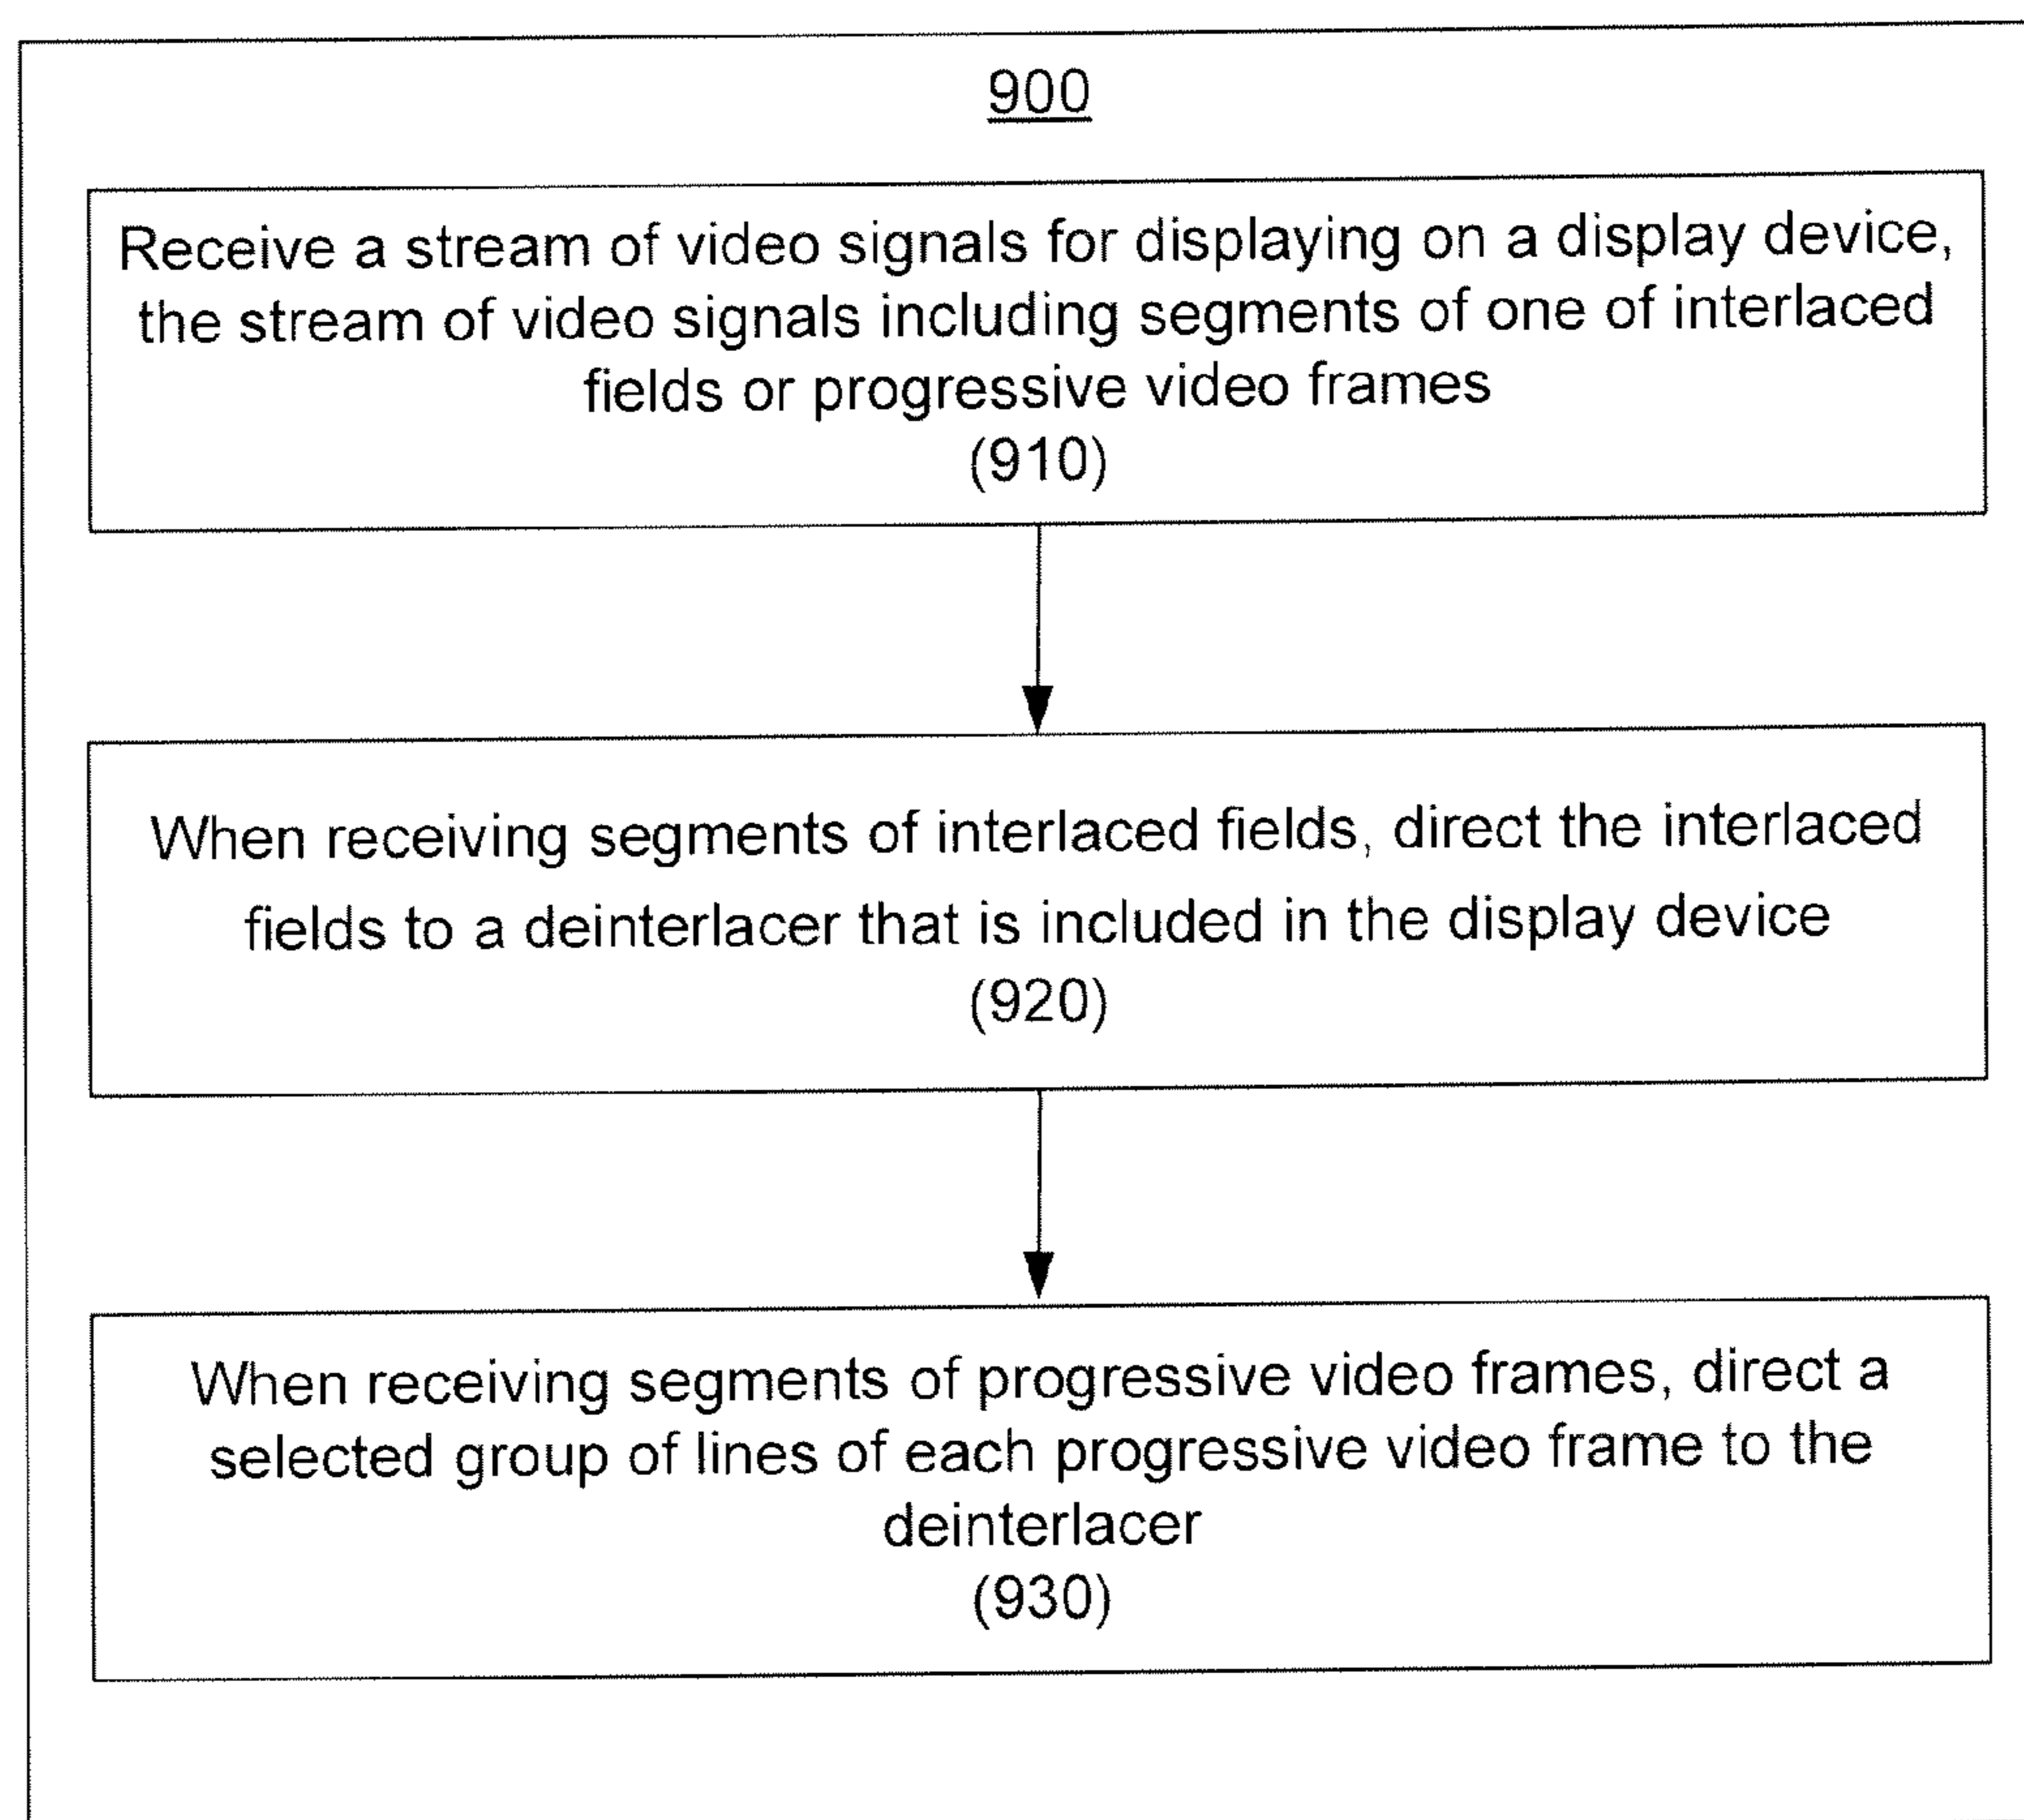 900
Receive a stream of video signals for displaying on a display device,
the stream of video signals including segments of one of interlaced
fields or progressive video frames
(910)
When receiving segments of interlaced fields, direct the interlaced
fields to a deinterlacer that is included in the display device
(920)
When receiving segments of progressive video frames, direct a
selected group of lines of each progressive video frame to the
deinterlacer
(930)